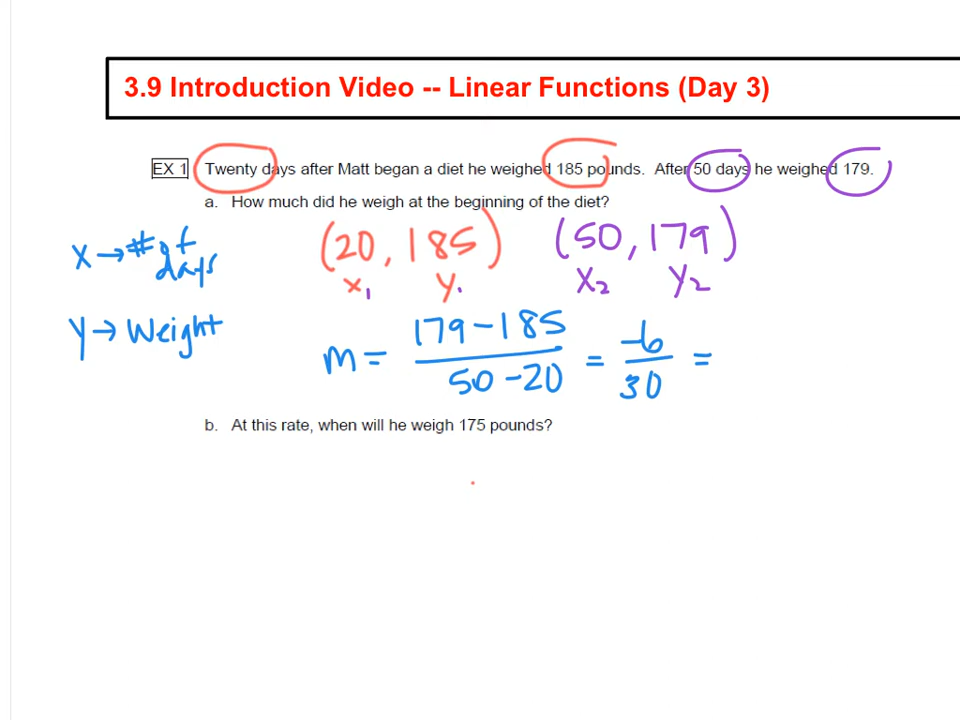 3.9 Introduction Video -- Linear Functions (Day 3)
EX 1 Twenty days after Matt began a diet he weighed 185 pounds. After 50 days he weighed 179.
a. How much did he weigh at the beginning of the diet?
x → # of days
(20, 185) (50, 179)
x1 y1 x2 y2
y → Weight
m = 179 - 185 / 50 - 20 = -6 / 30 =
b. At this rate, when will he weigh 175 pounds?